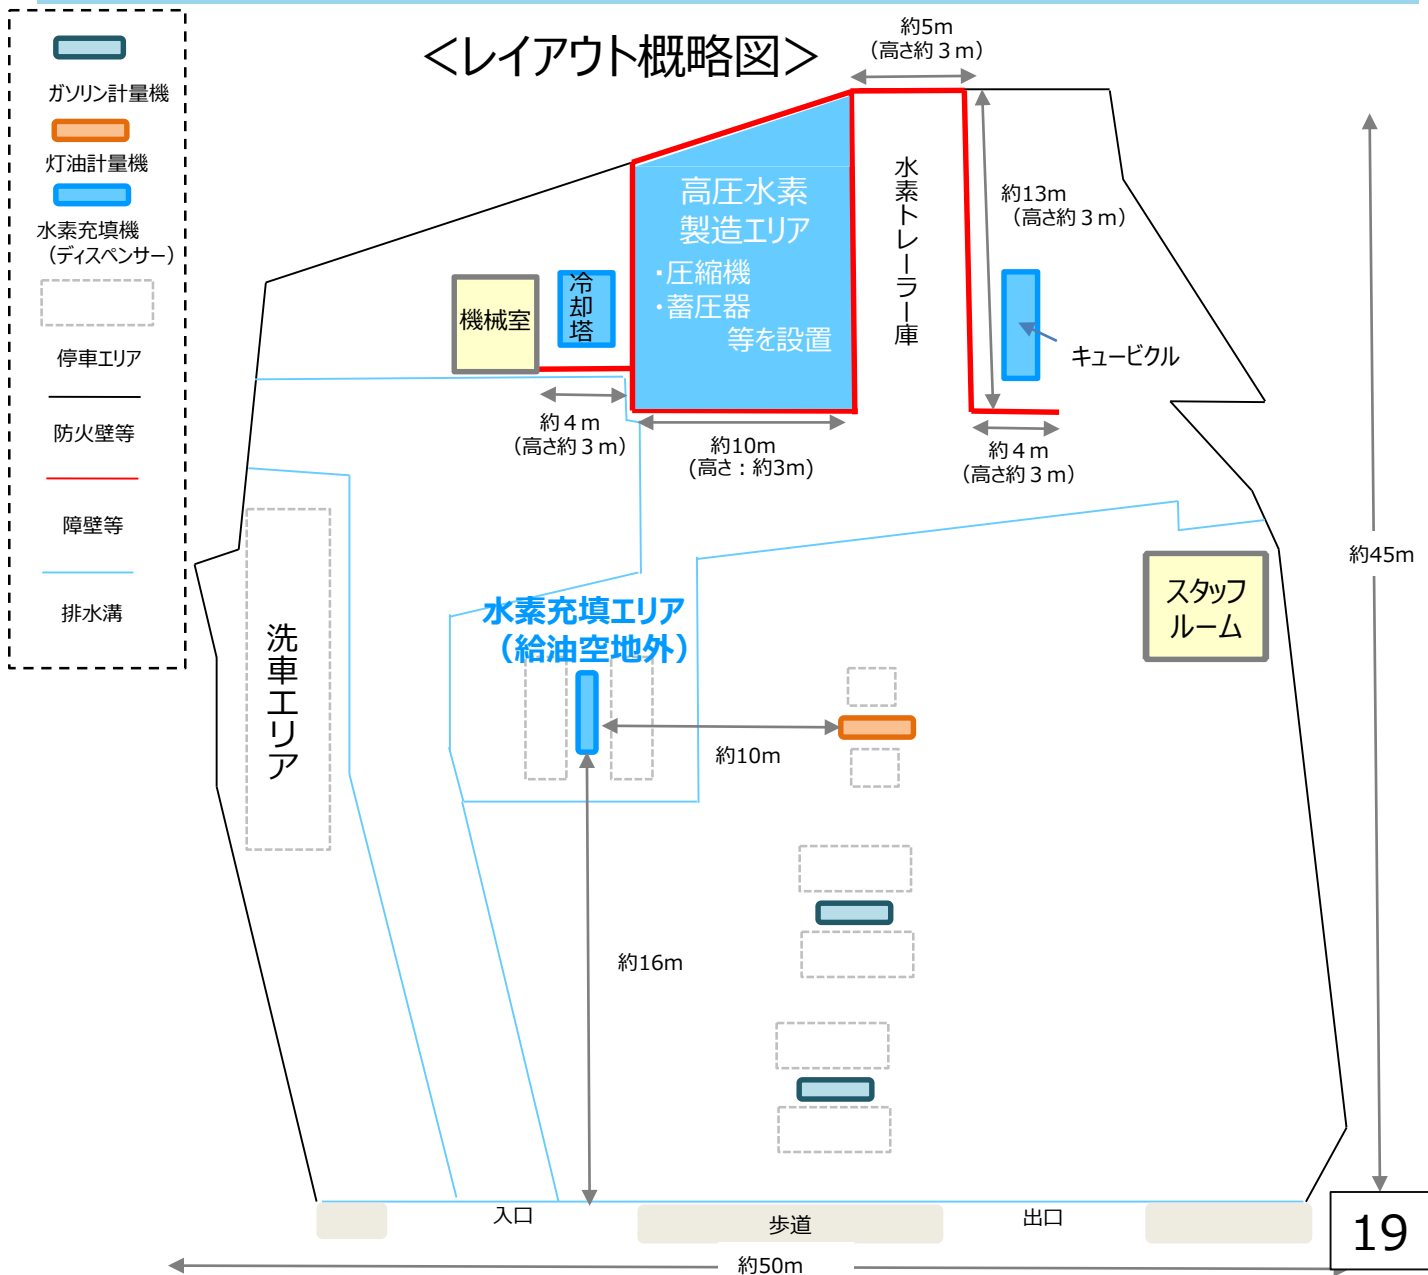 ＜レイアウト概略図＞
ガソリン計量機
灯油計量機
水素充填機
（ディスペンサー）
停車エリア
防火壁等
障壁等
排水溝
約5m
（高さ約３ｍ）
高圧水素
製造エリア
・圧縮機
・蓄圧器
等を設置
水素トレーラー庫
約13m
（高さ約３ｍ）
機械室
冷却塔
キュービクル
約４ｍ
（高さ約３ｍ）
約10m
(高さ：約3m)
約４ｍ
（高さ約３ｍ）
約45m
スタッフ
ルーム
水素充填エリア
（給油空地外）
洗車エリア
約10m
約16m
入口
歩道
出口
約50m
19